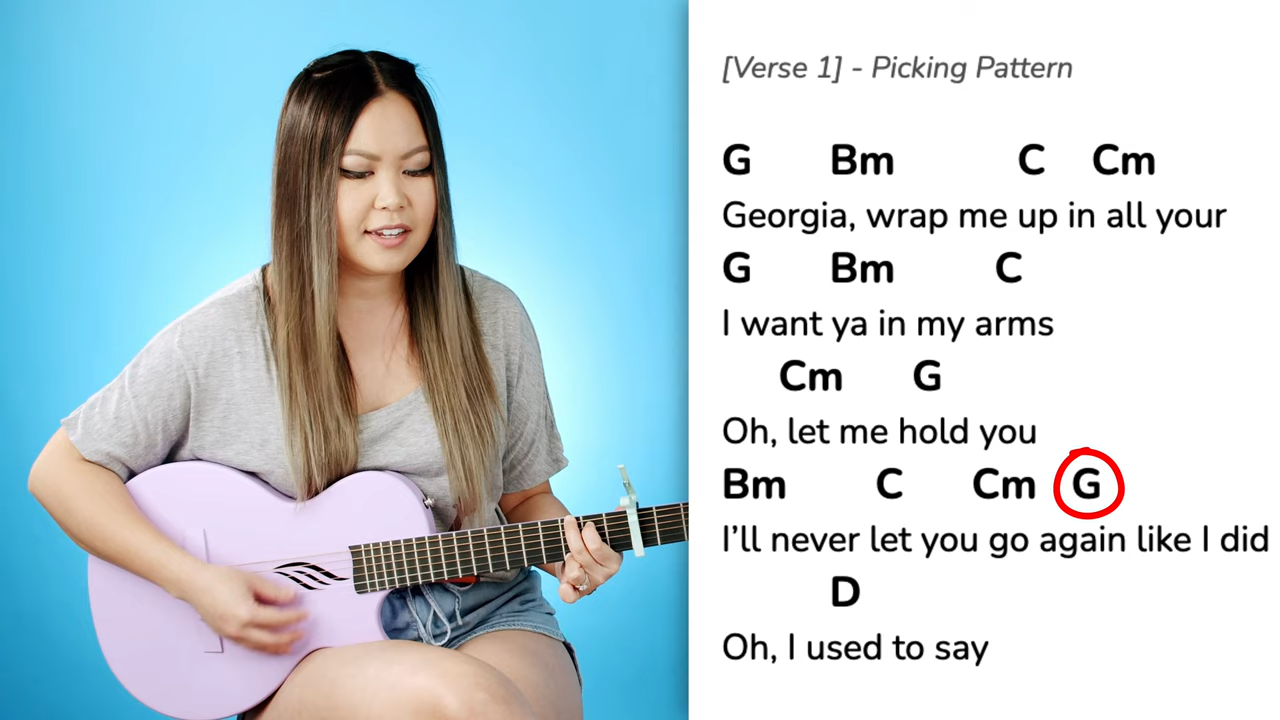 [Verse 1] - Picking Pattern
G Bm C Cm
Georgia, wrap me up in all your
G Bm C
I want ya in my arms
Cm G
Oh, let me hold you
Bm C Cm G
I’ll never let you go again like I did
D
Oh, I used to say